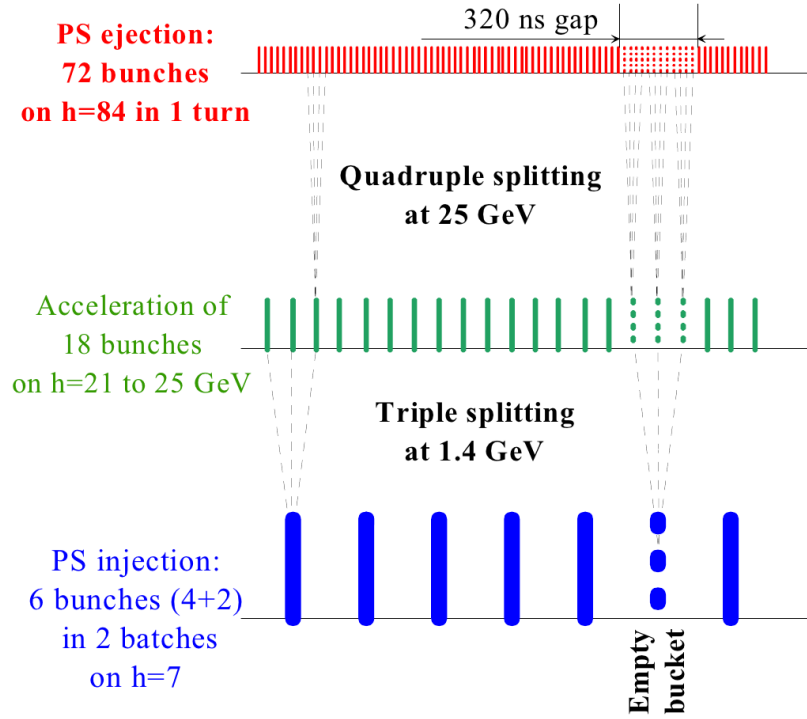 320 ns gap
PS ejection:
72 bunches
on h=84 in 1 turn
Quadruple splitting
at 25 GeV
Acceleration of
18 bunches
on h=21 to 25 GeV
Triple splitting
at 1.4 GeV
PS injection:
6 bunches (4+2)
in 2 batches
on h=7
Empty
bucket